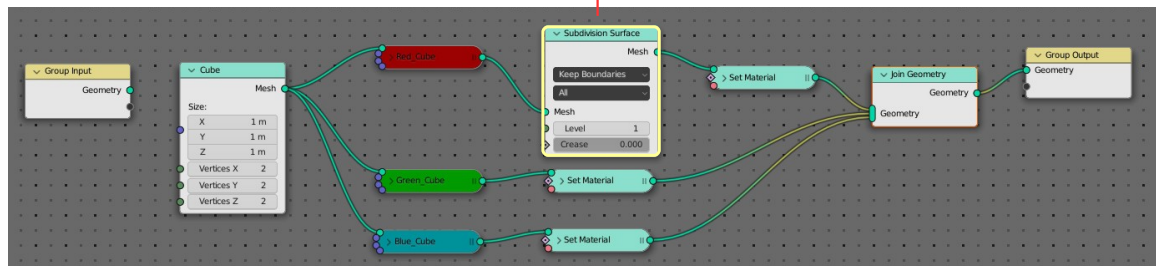 Group Input
Geometry
Cube
Mesh
Size:
X 1 m
Y 1 m
Z 1 m
Vertices X 2
Vertices Y 2
Vertices Z 2
Red_Cube
Green_Cube
Blue_Cube
Subdivision Surface
Mesh
Keep Boundaries
All
Mesh
Level 1
Crease 0.000
Set Material
Set Material
Set Material
Join Geometry
Geometry
Geometry
Group Output
Geometry